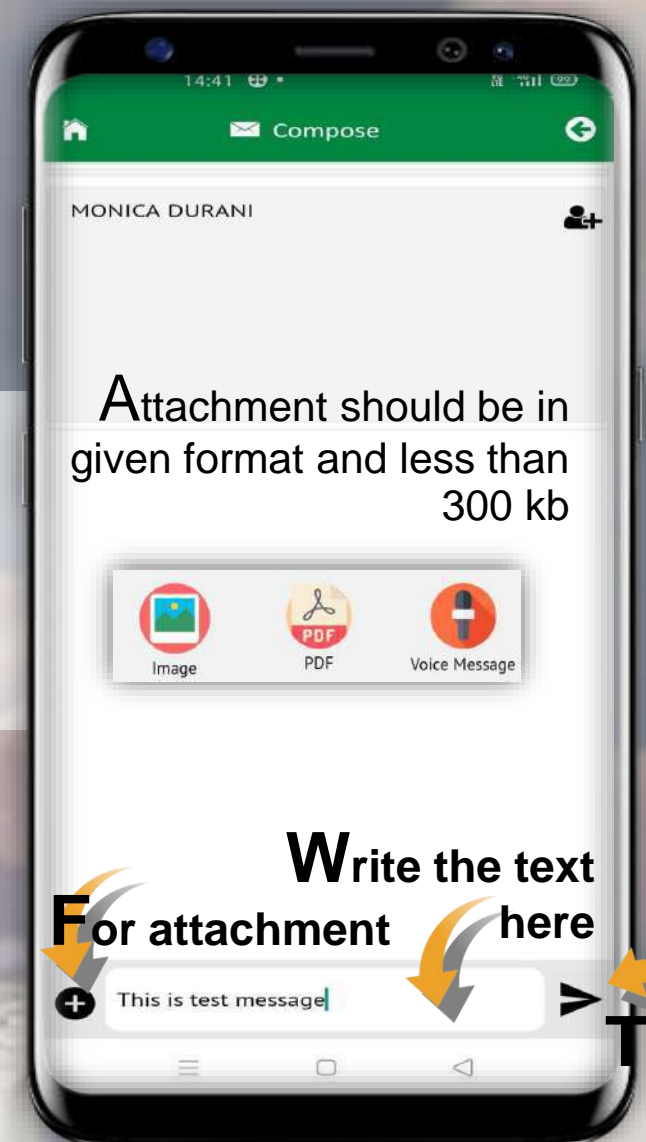 14:41
Compose
MONICA DURANI
Attachment should be in
given format and less than
300 kb
PDF
Image PDF Voice Message
Write the text
here
For attachment
This is test message
T